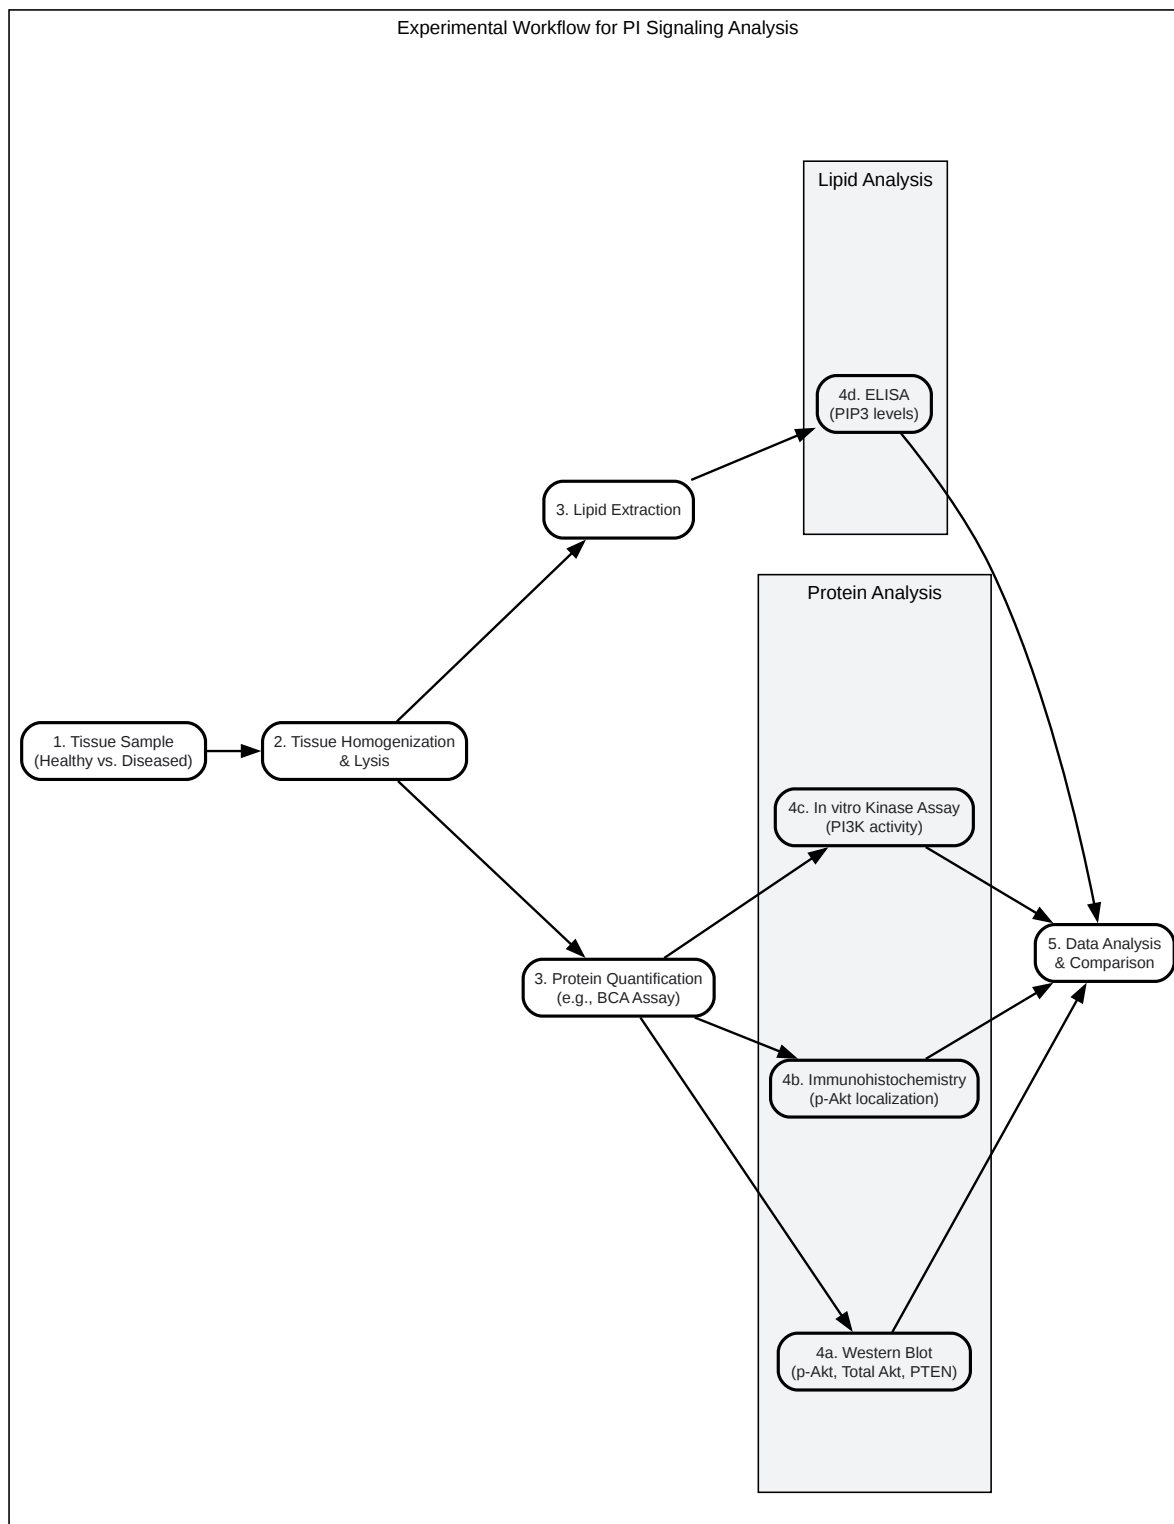 Experimental Workflow for PI Signaling Analysis
Lipid Analysis
4d. ELISA
(PIP3 levels)
3. Lipid Extraction
Protein Analysis
1. Tissue Sample
(Healthy vs. Diseased)
2. Tissue Homogenization
& Lysis
4c. In vitro Kinase Assay
(PI3K activity)
5. Data Analysis
& Comparison
3. Protein Quantification
(e.g., BCA Assay)
4b. Immunohistochemistry
(p-Akt localization)
4a. Western Blot
(p-Akt, Total Akt, PTEN)